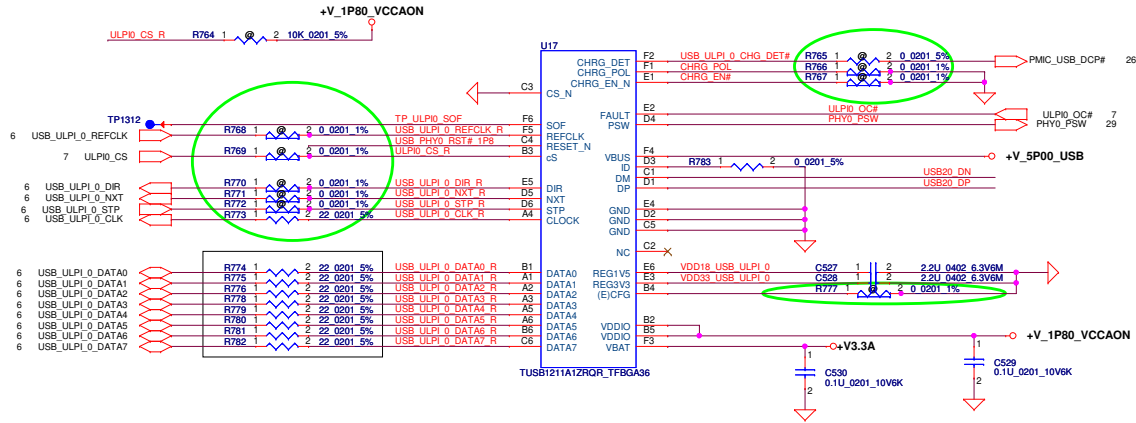 +V_1P80_VCCAON
ULPI0_CS_R R764 1 @ 2 10K_0201_5%
U17
CHRG_DET F2 USB_ULPI_0_CHG_DET# R765 1 @ 2 0_0201_5% PMIC_USB_DCP# 26
CHRG_POL F1 CHRG_POL R766 1 @ 2 0_0201_1%
CHRG_EN_N E1 CHRG_EN# R767 1 @ 2 0_0201_1%
C3 CS_N
FAULT E2 ULPI0_OC# ULPI0_OC# 7
PSW D4 PHY0_PSW PHY0_PSW 29
TP1312 TP_ULPI0_SOF F6 SOF
6 USB_ULPI_0_REFCLK R768 1 @ 2 0_0201_1% USB_ULPI_0_REFCLK_R F5 REFCLK
USB_PHY0_RST#_1P8 C4 RESET_N
7 ULPI0_CS R769 1 @ 2 0_0201_1% ULPI0_CS_R B3 cS
VBUS F4 +V_5P00_USB
ID D3 R783 1 2 0_0201_5%
DM C1 USB20_DN
DP D1 USB20_DP
6 USB_ULPI_0_DIR R770 1 @ 2 0_0201_1% USB_ULPI_0_DIR_R E5 DIR
6 USB_ULPI_0_NXT R771 1 @ 2 0_0201_1% USB_ULPI_0_NXT_R D5 NXT
6 USB_ULPI_0_STP R772 1 @ 2 0_0201_1% USB_ULPI_0_STP_R D6 STP
6 USB_ULPI_0_CLK R773 1 2 22_0201_5% USB_ULPI_0_CLK_R A4 CLOCK
GND E4
GND D2
GND C5
NC C2
6 USB_ULPI_0_DATA0 R774 1 2 22_0201_5% USB_ULPI_0_DATA0_R B1 DATA0
6 USB_ULPI_0_DATA1 R775 1 2 22_0201_5% USB_ULPI_0_DATA1_R A1 DATA1
6 USB_ULPI_0_DATA2 R776 1 2 22_0201_5% USB_ULPI_0_DATA2_R A2 DATA2
6 USB_ULPI_0_DATA3 R778 1 2 22_0201_5% USB_ULPI_0_DATA3_R A3 DATA3
6 USB_ULPI_0_DATA4 R779 1 2 22_0201_5% USB_ULPI_0_DATA4_R A5 DATA4
6 USB_ULPI_0_DATA5 R780 1 2 22_0201_5% USB_ULPI_0_DATA5_R A6 DATA5
6 USB_ULPI_0_DATA6 R781 1 2 22_0201_5% USB_ULPI_0_DATA6_R B6 DATA6
6 USB_ULPI_0_DATA7 R782 1 2 22_0201_5% USB_ULPI_0_DATA7_R C6 DATA7
REG1V5 E6 VDD18_USB_ULPI_0 C527 2.2U_0402_6.3V6M
REG3V3 E3 VDD33_USB_ULPI_0 C528 2.2U_0402_6.3V6M
(E)CFG B4 R777 1 @ 2 0_0201_1%
VDDIO B2
VDDIO B5 +V_1P80_VCCAON
VBAT F3 +V3.3A
TUSB1211A1ZRQR_TFBGA36
1 C530 0.1U_0201_10V6K 2
1 C529 0.1U_0201_10V6K 2